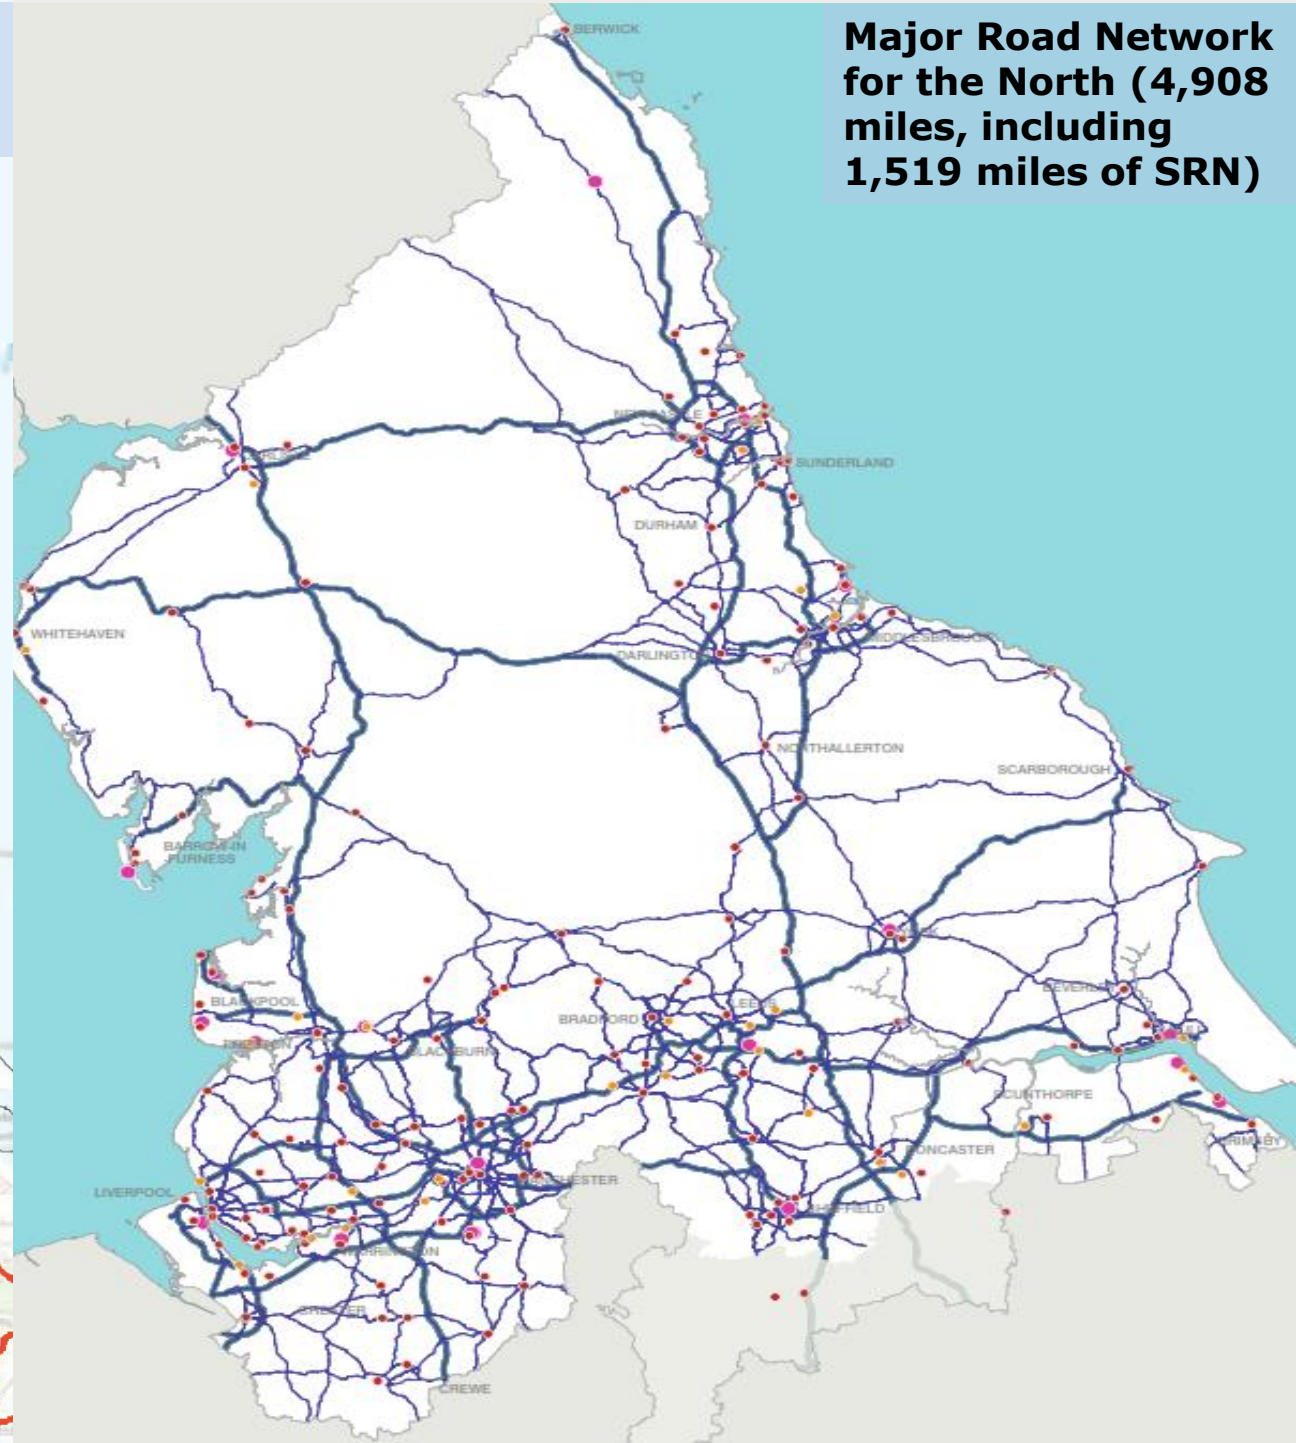 BERWICK
Major Road Network
for the North (4,908
miles, including
1,519 miles of SRN)
NEWCASTLE
SUNDERLAND
DURHAM
WHITEHAVEN
MIDDLESBROUGH
DARLINGTON
NORTHALLERTON
SCARBOROUGH
BARROW-IN
-FURNESS
BEVERLEY
BLACKPOOL
LEEDS
BRADFORD
PRESTON
BLACKBURN
SCUNTHORPE
GRIMSBY
DONCASTER
MANCHESTER
LIVERPOOL
SHEFFIELD
WARRINGTON
CHESTER
CREWE